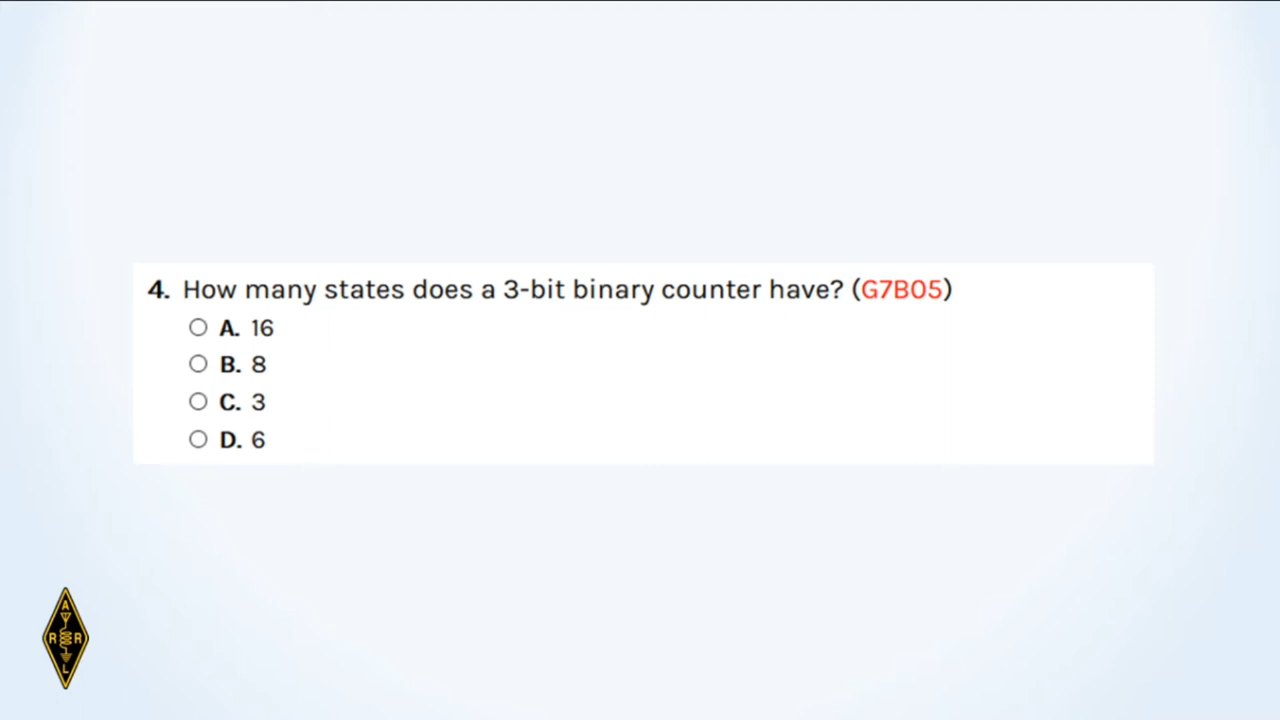 4. How many states does a 3-bit binary counter have? (G7B05)
A. 16
B. 8
C. 3
D. 6
A
R R
L